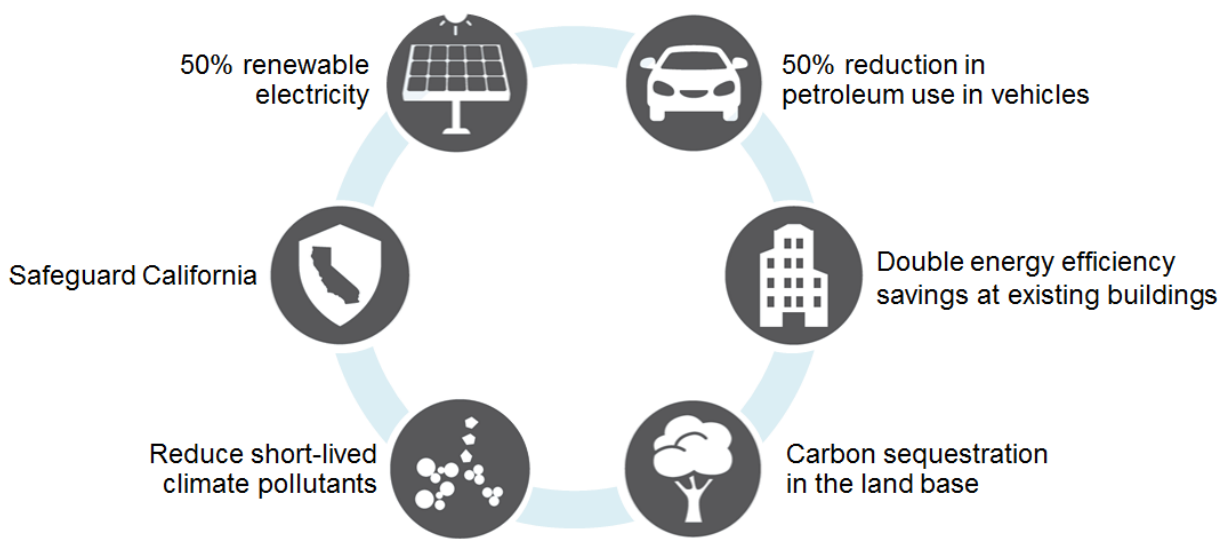 50% renewable
electricity
50% reduction in
petroleum use in vehicles
Safeguard California
Double energy efficiency
savings at existing buildings
Reduce short-lived
climate pollutants
Carbon sequestration
in the land base